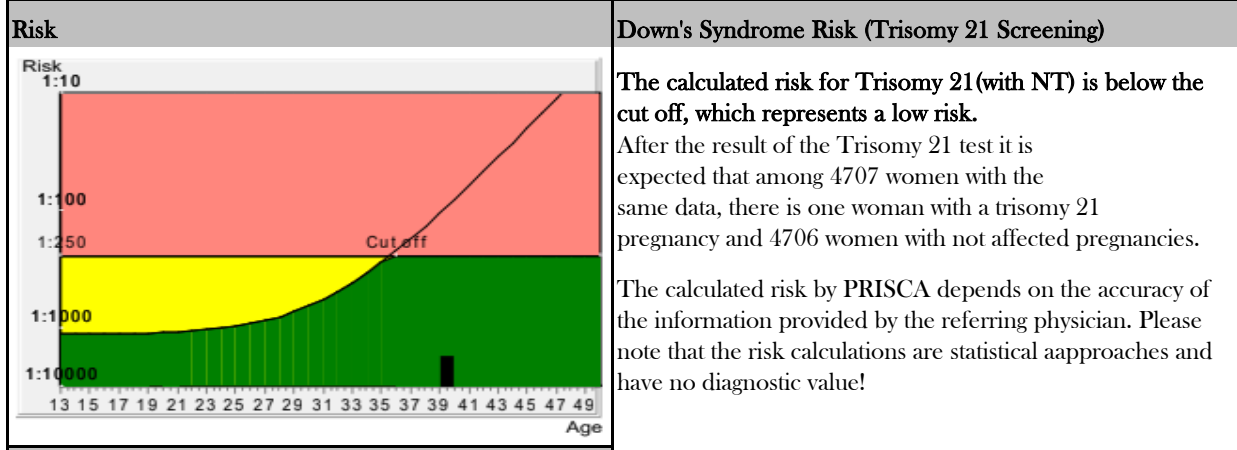 Risk
Down's Syndrome Risk (Trisomy 21 Screening)
Risk
1:10
1:100
1:250
Cut off
1:1000
1:10000
13 15 17 19 21 23 25 27 29 31 33 35 37 39 41 43 45 47 49
Age
The calculated risk for Trisomy 21(with NT) is below the
cut off, which represents a low risk.
After the result of the Trisomy 21 test it is
expected that among 4707 women with the
same data, there is one woman with a trisomy 21
pregnancy and 4706 women with not affected pregnancies.
The calculated risk by PRISCA depends on the accuracy of
the information provided by the referring physician. Please
note that the risk calculations are statistical aapproaches and
have no diagnostic value!